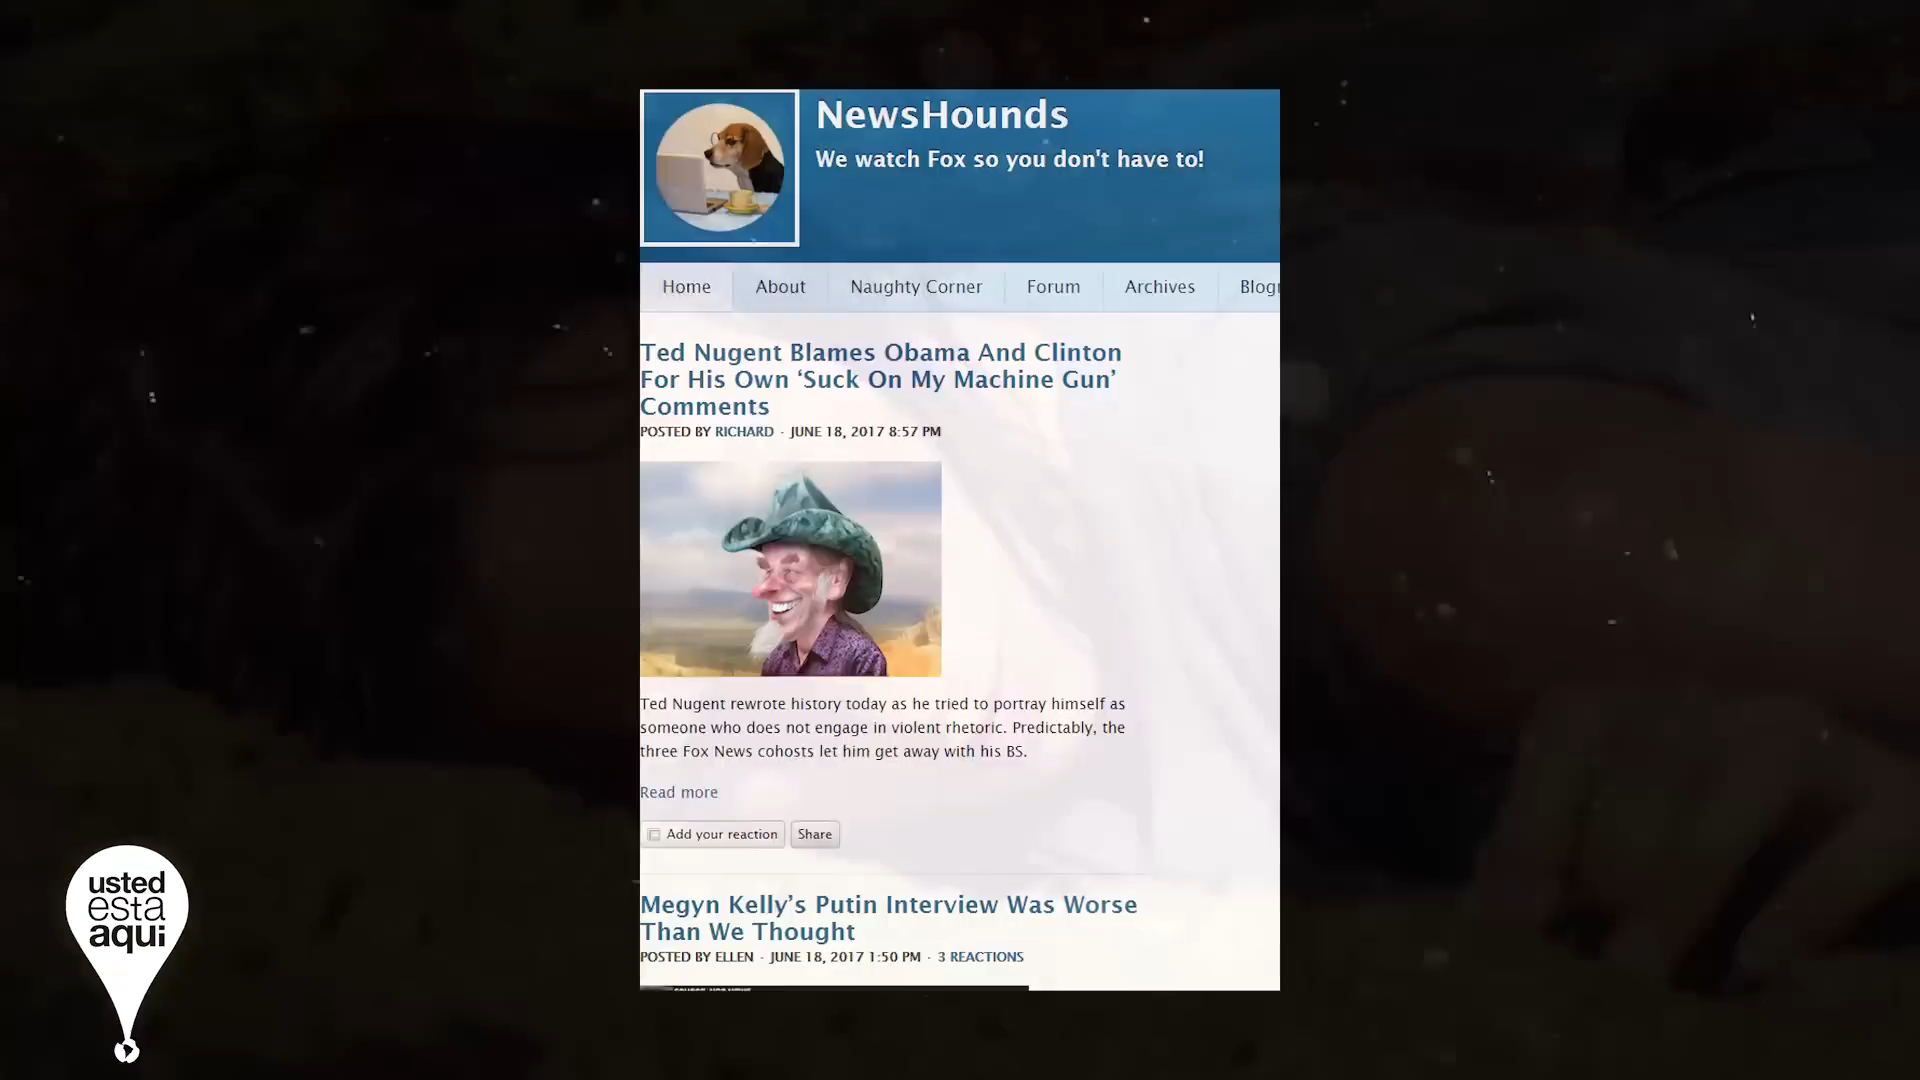 NewsHounds
We watch Fox so you don't have to!
Home About Naughty Corner Forum Archives
Ted Nugent Blames Obama And Clinton
For His Own ‘Suck On My Machine Gun’
Comments
POSTED BY RICHARD · JUNE 18, 2017 8:57 PM
Ted Nugent rewrote history today as he tried to portray himself as
someone who does not engage in violent rhetoric. Predictably, the
three Fox News cohosts let him get away with his BS.
Read more
Add your reaction Share
Megyn Kelly’s Putin Interview Was Worse
Than We Thought
POSTED BY ELLEN · JUNE 18, 2017 1:50 PM · 3 REACTIONS
usted
esta
aqui